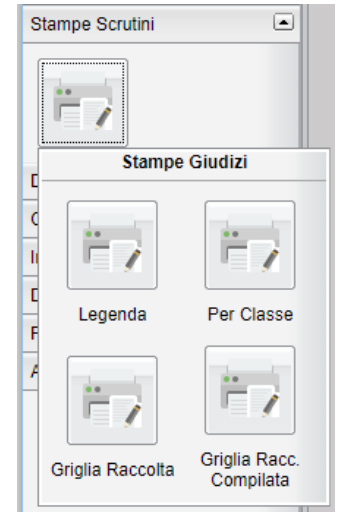 Stampe Scrutini
Stampe Giudizi
Legenda
Per Classe
Griglia Raccolta
Griglia Racc.
Compilata